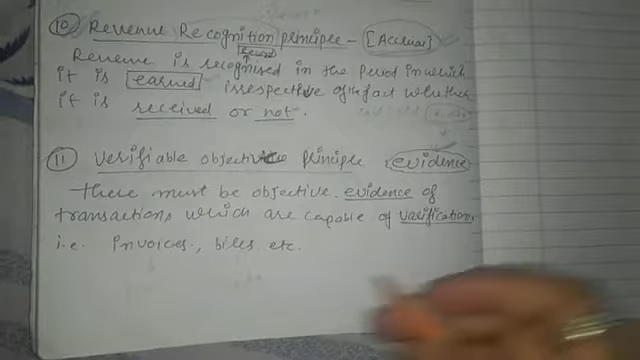 10 Revenue Recognition principle - [Accrual]
Record
Revenue is recognised in the period in which
it is earned irrespective of the fact whether
it is received or not.
11 Verifiable objective principle evidence
There must be objective evidence of
transactions which are capable of varification,
i.e. invoices, bills etc.